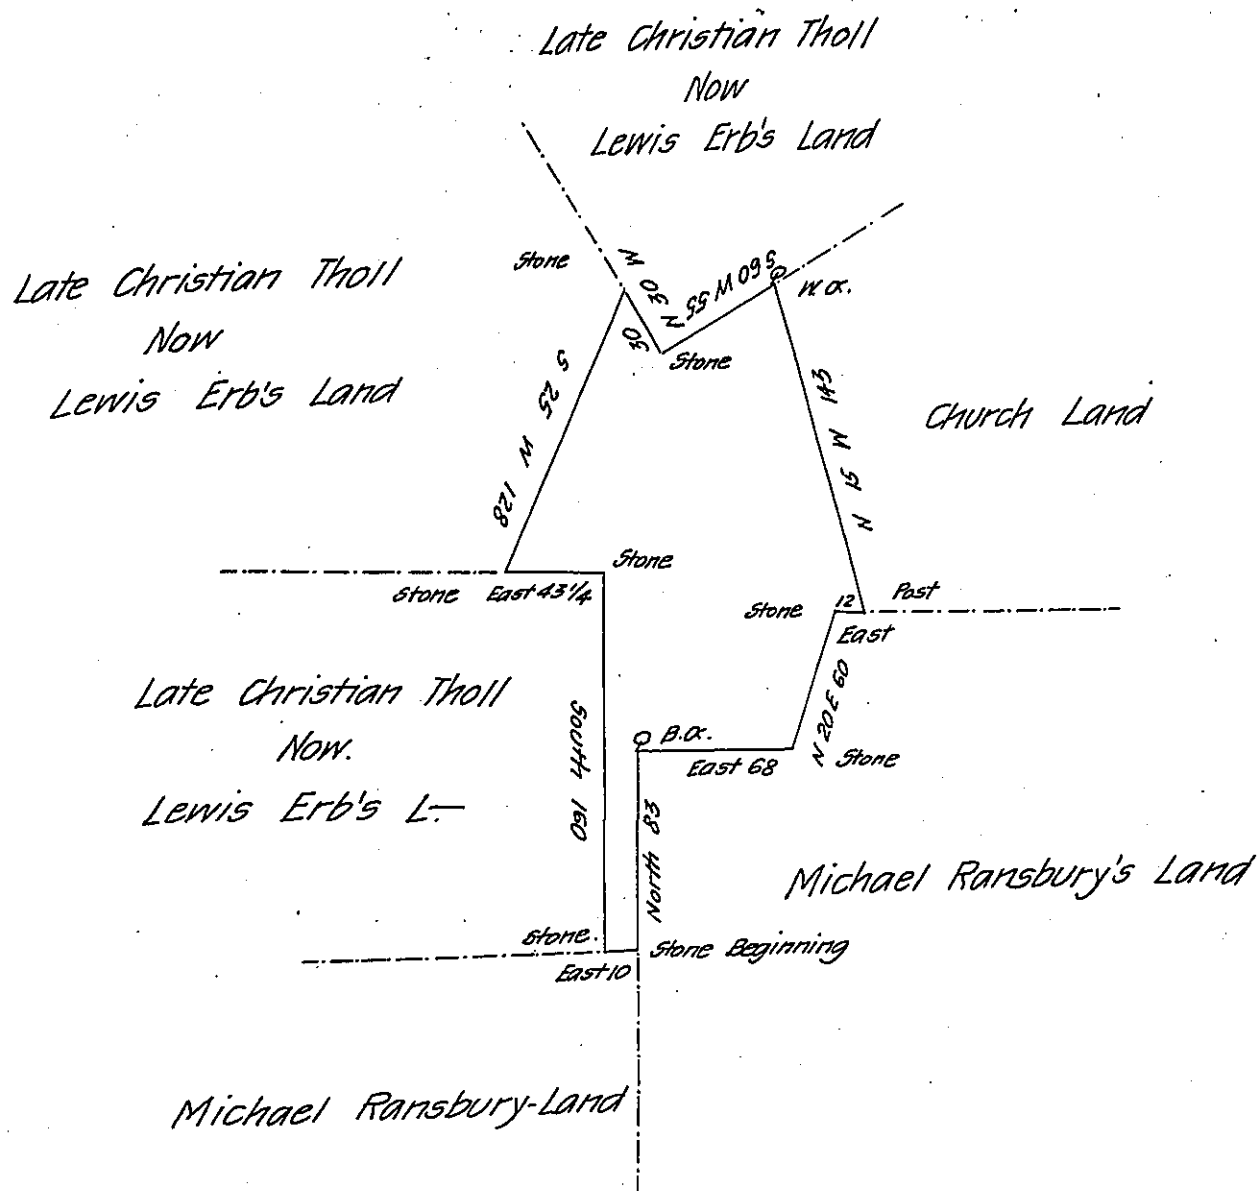 Late Christian Tholl
Now
Lewis Erb's Land
Late Christian Tholl
Now
Lewis Erb's Land
Stone
N 30 W
30
S 60 W 55
W.O.
Stone
S 25 W 128
N 15 W 143
Church Land
Stone
Stone East 43 1/4
Stone 12 Post
East
Late Christian Tholl
Now.
Lewis Erb's L.—
South 160
B.O.
East 68
N 20 E 60
Stone
North 83
Michael Ransbury's Land
Stone.
East 10
Stone Beginning
Michael Ransbury-Land